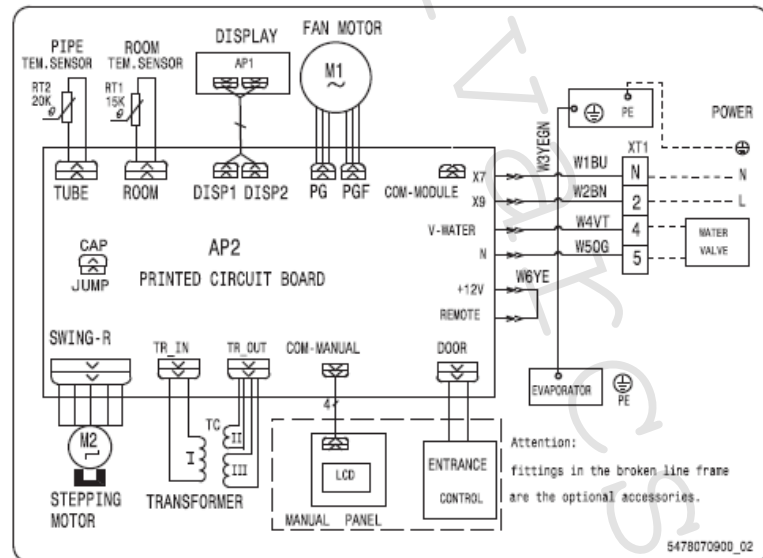 PIPE
TEM.SENSOR
ROOM
TEM.SENSOR
DISPLAY
FAN MOTOR
RT2
20K
θ
RT1
15K
θ
AP1
M1
PE
POWER
W3YEGN
XT1
TUBE
ROOM
DISP1 DISP2
PG
PGF
COM-MODULE
X7
W1BU
N
N
X9
W2BN
2
L
V-WATER
W4VT
4
WATER
VALVE
N
W5OG
5
AP2
PRINTED CIRCUIT BOARD
CAP
JUMP
+12V
W6YE
REMOTE
SWING-R
TR_IN
TR_OUT
COM-MANUAL
DOOR
EVAPORATOR
PE
4
M2
I
TC
II
III
LCD
ENTRANCE
CONTROL
STEPPING
MOTOR
TRANSFORMER
MANUAL PANEL
Attention:
fittings in the broken line frame
are the optional accessories.
5478070900_02